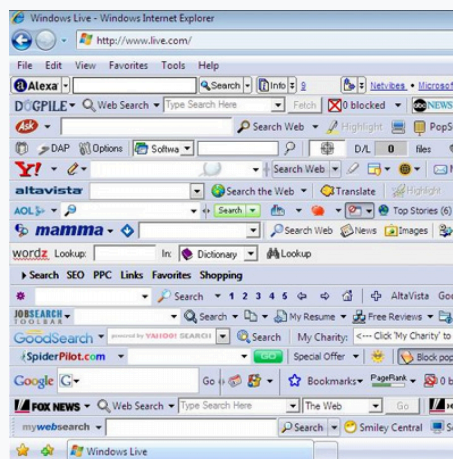 Windows Live - Windows Internet Explorer
http://www.live.com/
File Edit View Favorites Tools Help
Alexa Search Info 9 Netvibes • Microsof
DOGPILE Web Search Type Search Here Fetch 0 blocked abc NEWS
Ask Search Web Highlight PopS
DAP Options Softwa D/L 0 files
Y! Search Web M
altavista Search the Web Translate Highlight
AOL Search Top Stories (6)
mamma Search Web News Images
wordz Lookup: In: Dictionary Lookup
Search SEO PPC Links Favorites Shopping
Search 1 2 3 4 5 AltaVista Goo
JOBSEARCH TOOLBAR Search My Resume Free Reviews
GoodSearch powered by YAHOO! SEARCH Search My Charity: <--- Click 'My Charity' to
SpiderPilot.com GO! Special Offer Block pop
Google G Go Bookmarks PageRank 0 b
FOX NEWS Web Search Type Search Here The Web Go
mywebsearch Search Smiley Central S
Windows Live